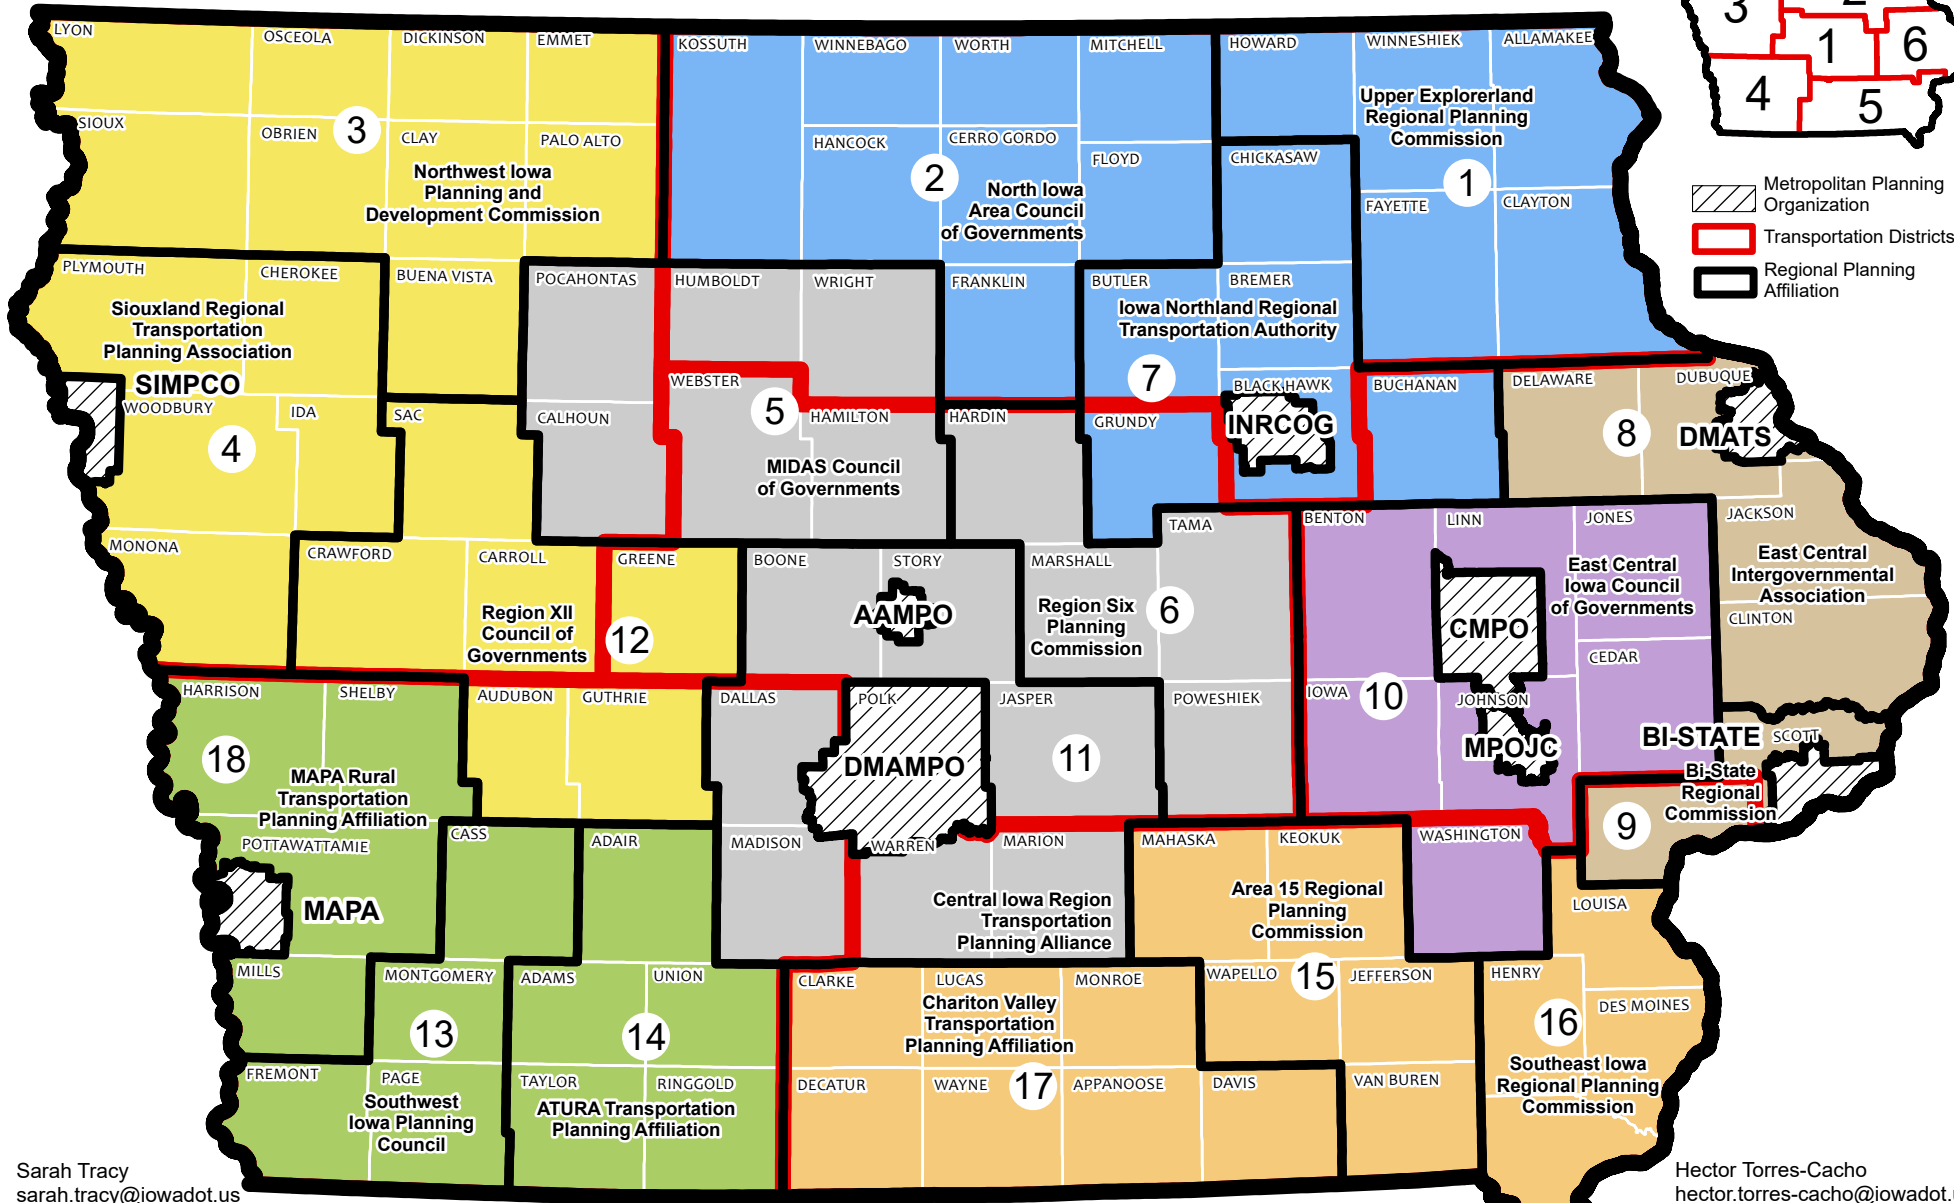 LYON
OSCEOLA
DICKINSON
EMMET
KOSSUTH
WINNEBAGO
WORTH
MITCHELL
HOWARD
WINNESHIEK
ALLAMAKEE
3
1
6
4
5
Metropolitan Planning
Organization
Transportation Districts
Regional Planning
Affiliation
SIOUX
OBRIEN
3
CLAY
PALO ALTO
Northwest Iowa
Planning and
Development Commission
HANCOCK
CERRO GORDO
FLOYD
2
North Iowa
Area Council
of Governments
CHICKASAW
Upper Explorerland
Regional Planning
Commission
1
FAYETTE
CLAYTON
PLYMOUTH
CHEROKEE
BUENA VISTA
POCAHONTAS
HUMBOLDT
WRIGHT
FRANKLIN
BUTLER
BREMER
Siouxland Regional
Transportation
Planning Association
SIMPCO
Iowa Northland Regional
Transportation Authority
7
WOODBURY
IDA
SAC
CALHOUN
WEBSTER
5
HAMILTON
HARDIN
GRUNDY
BLACK HAWK
INRCOG
BUCHANAN
DELAWARE
DUBUQUE
8
DMATS
4
MIDAS Council
of Governments
MONONA
CRAWFORD
CARROLL
GREENE
BOONE
STORY
MARSHALL
TAMA
BENTON
LINN
JONES
JACKSON
Region XII
Council of
Governments
12
AAMPO
Region Six
Planning
Commission
6
CMPO
East Central
Iowa Council
of Governments
East Central
Intergovernmental
Association
CLINTON
CEDAR
HARRISON
SHELBY
AUDUBON
GUTHRIE
DALLAS
POLK
JASPER
POWESHIEK
IOWA
10
JOHNSON
MPOJC
BI-STATE
SCOTT
18
MAPA Rural
Transportation
Planning Affiliation
DMAMPO
11
Bi-State
Regional
Commission
9
POTTAWATTAMIE
CASS
ADAIR
MADISON
WARREN
MARION
MAHASKA
KEOKUK
WASHINGTON
MAPA
Central Iowa Region
Transportation
Planning Alliance
Area 15 Regional
Planning
Commission
LOUISA
MILLS
MONTGOMERY
ADAMS
UNION
CLARKE
LUCAS
MONROE
WAPELLO
15
JEFFERSON
HENRY
DES MOINES
13
14
Chariton Valley
Transportation
Planning Affiliation
16
Southeast Iowa
Regional Planning
Commission
FREMONT
PAGE
TAYLOR
RINGGOLD
DECATUR
WAYNE
17
APPANOOSE
DAVIS
VAN BUREN
Southwest
Iowa Planning
Council
ATURA Transportation
Planning Affiliation
Sarah Tracy
sarah.tracy@iowadot.us
Hector Torres-Cacho
hector.torres-cacho@iowadot.